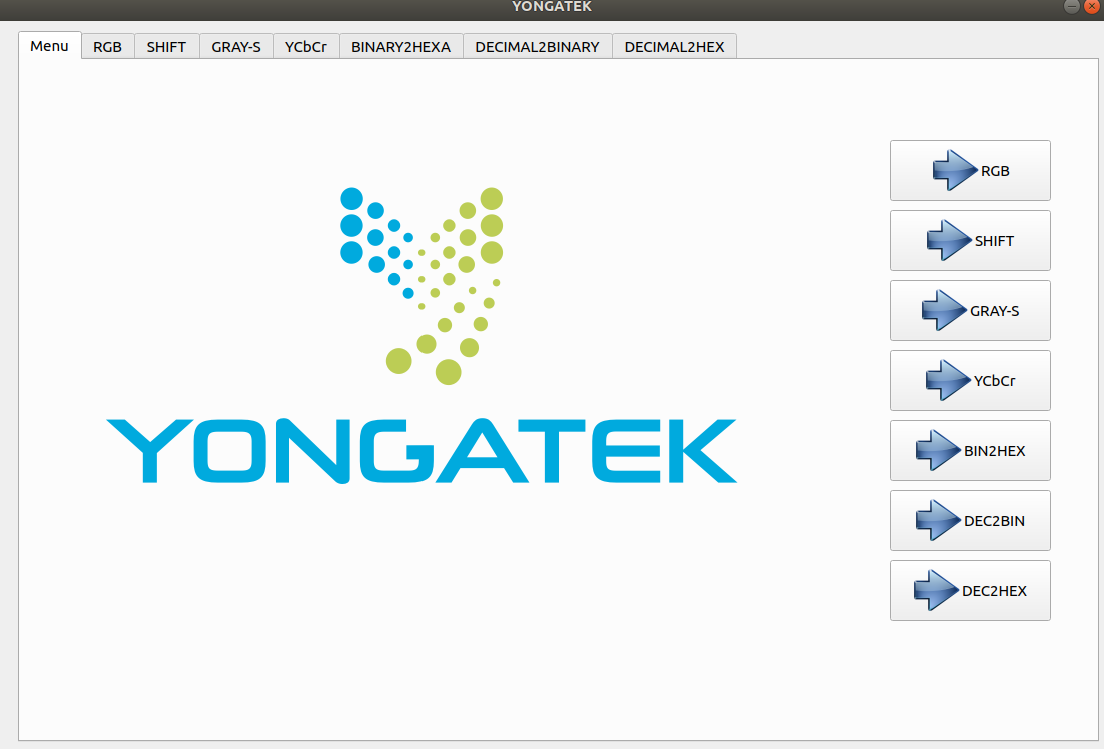 YONGATEK
Menu RGB SHIFT GRAY-S YCbCr BINARY2HEXA DECIMAL2BINARY DECIMAL2HEX
RGB
SHIFT
GRAY-S
YCbCr
YONGATEK
BIN2HEX
DEC2BIN
DEC2HEX